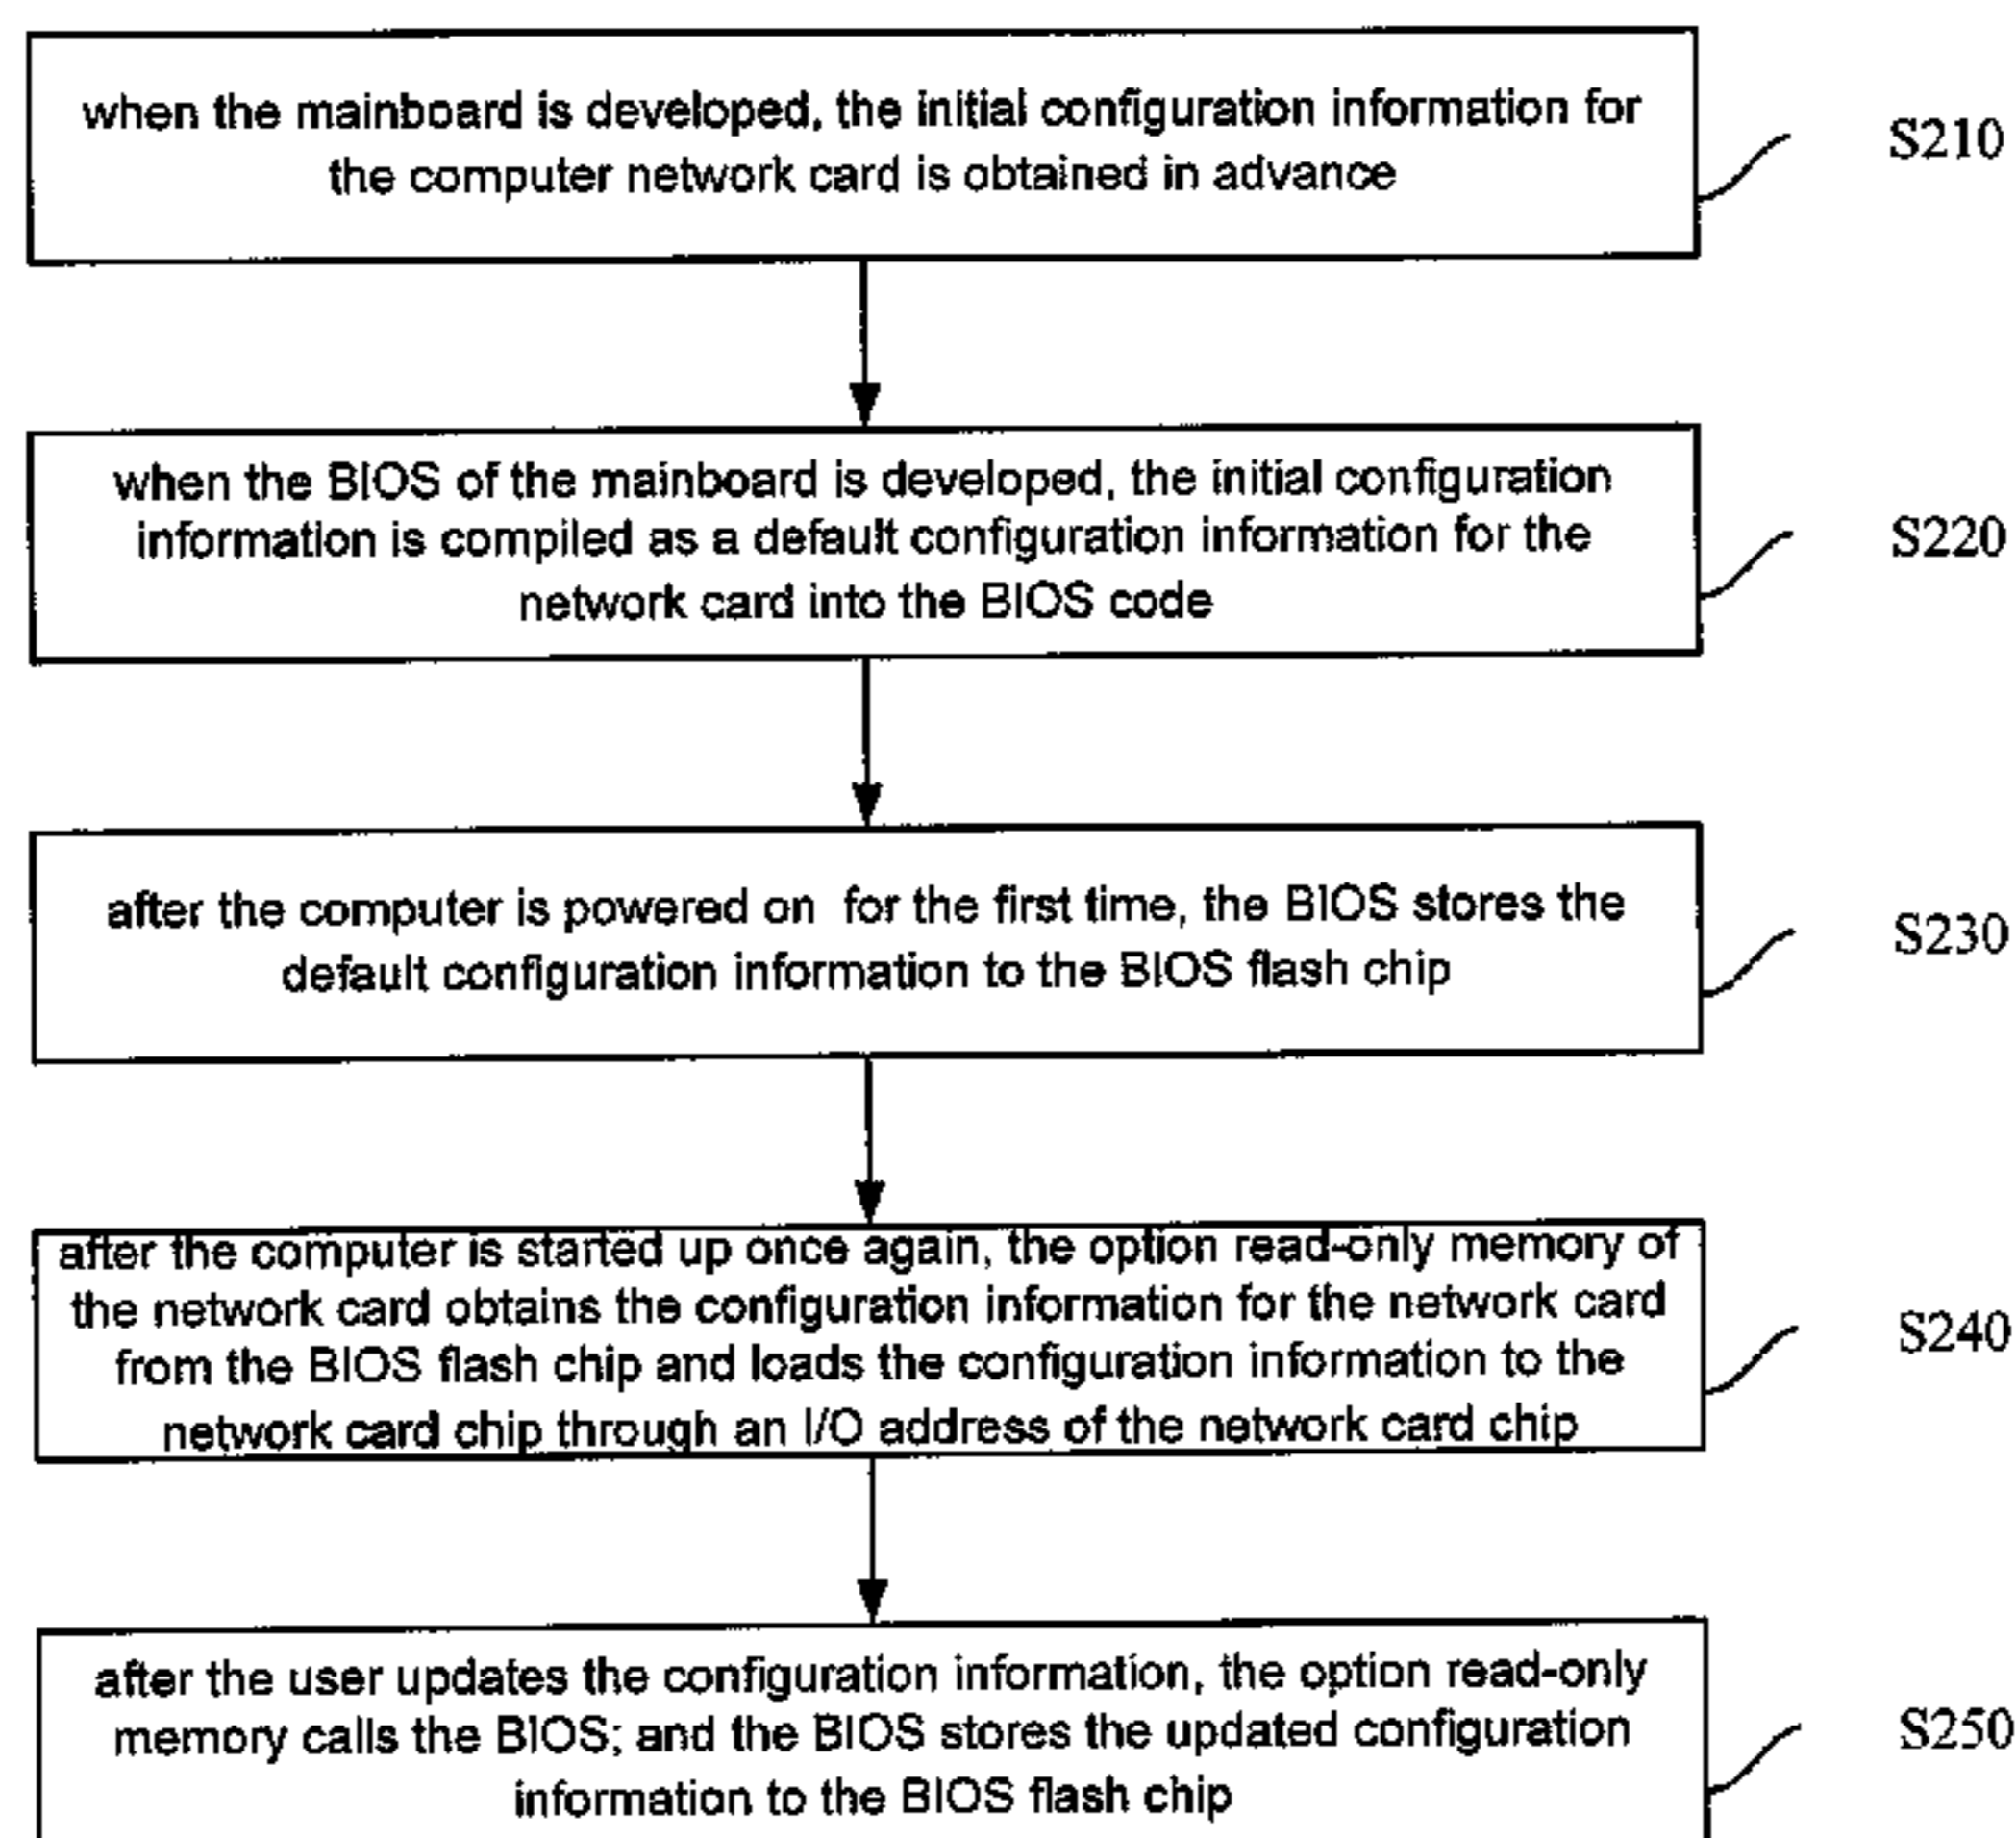 when the mainboard is developed, the initial configuration information for
the computer network card is obtained in advance
S210
when the BIOS of the mainboard is developed, the initial configuration
information is compiled as a default configuration information for the
network card into the BIOS code
S220
after the computer is powered on for the first time, the BIOS stores the
default configuration information to the BIOS flash chip
S230
after the computer is started up once again, the option read-only memory of
the network card obtains the configuration information for the network card
from the BIOS flash chip and loads the configuration information to the
network card chip through an I/O address of the network card chip
S240
after the user updates the configuration information, the option read-only
memory calls the BIOS; and the BIOS stores the updated configuration
information to the BIOS flash chip
S250